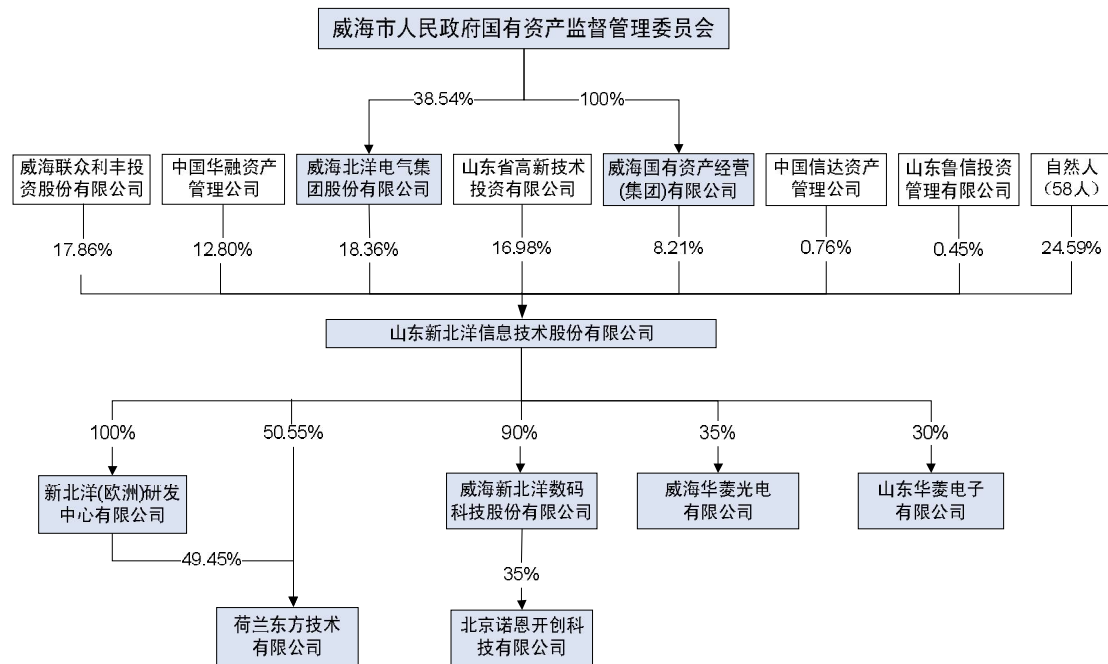 威海市人民政府国有资产监督管理委员会
38.54%
100%
威海联众利丰投
资股份有限公司
中国华融资产
管理公司
威海北洋电气集
团股份有限公司
山东省高新技术
投资有限公司
威海国有资产经营
(集团)有限公司
中国信达资产
管理公司
山东鲁信投资
管理有限公司
自然人
（58人）
17.86%
12.80%
18.36%
16.98%
8.21%
0.76%
0.45%
24.59%
山东新北洋信息技术股份有限公司
100%
50.55%
90%
35%
30%
新北洋(欧洲)研发
中心有限公司
威海新北洋数码
科技股份有限公司
威海华菱光电
有限公司
山东华菱电子
有限公司
49.45%
35%
荷兰东方技术
有限公司
北京诺恩开创科
技有限公司